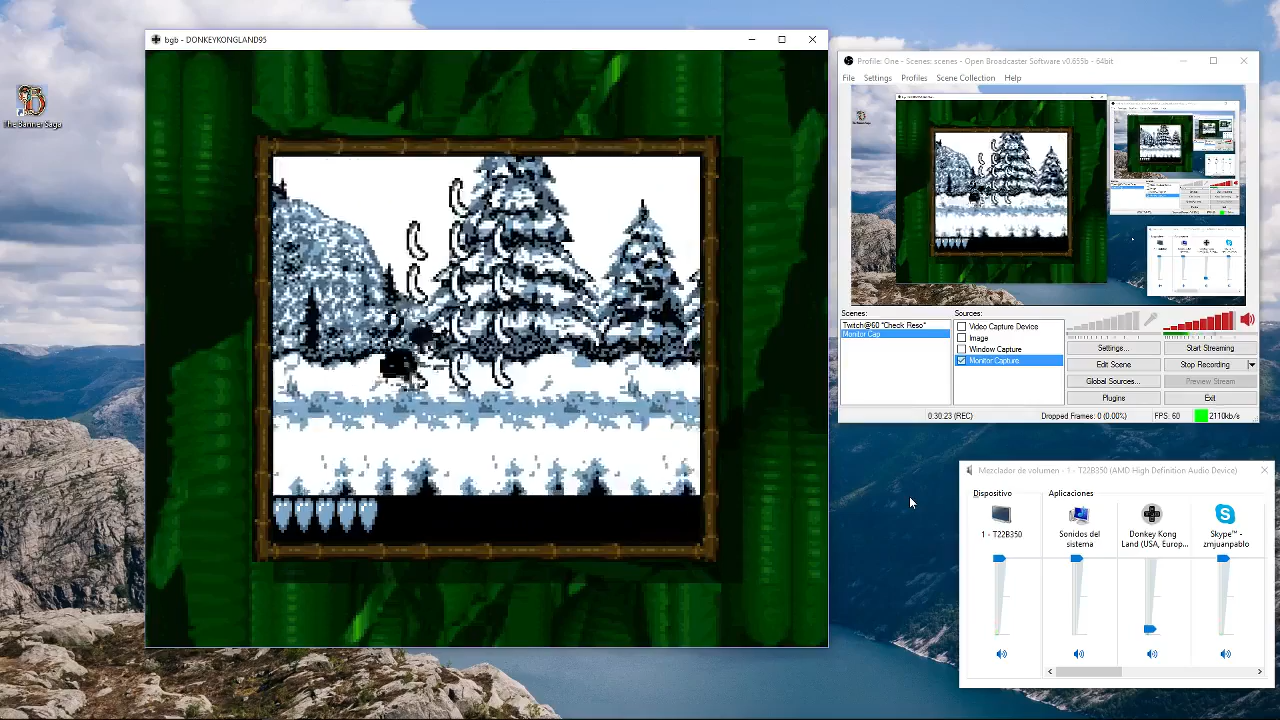 The Banner Saga
bgb - DONKEYKONGLAND95
Profile: One - Scenes: scenes - Open Broadcaster Software v0.655b - 64bit
File Settings Profiles Scene Collection Help
Scenes:
Twitch@60 "Check Reso"
Monitor Cap
Sources:
Video Capture Device
Image
Window Capture
Monitor Capture
Settings... Start Streaming
Edit Scene Stop Recording
Global Sources... Preview Stream
Plugins Exit
0:30:23 (REC) Dropped Frames: 0 (0.00%) FPS: 60 2110kb/s
Mezclador de volumen - 1 - T22B350 (AMD High Definition Audio Device)
Dispositivo
Aplicaciones
1 - T22B350
Sonidos del
sistema
Donkey Kong
Land (USA, Europ...
Skype™ -
zmjuanpablo